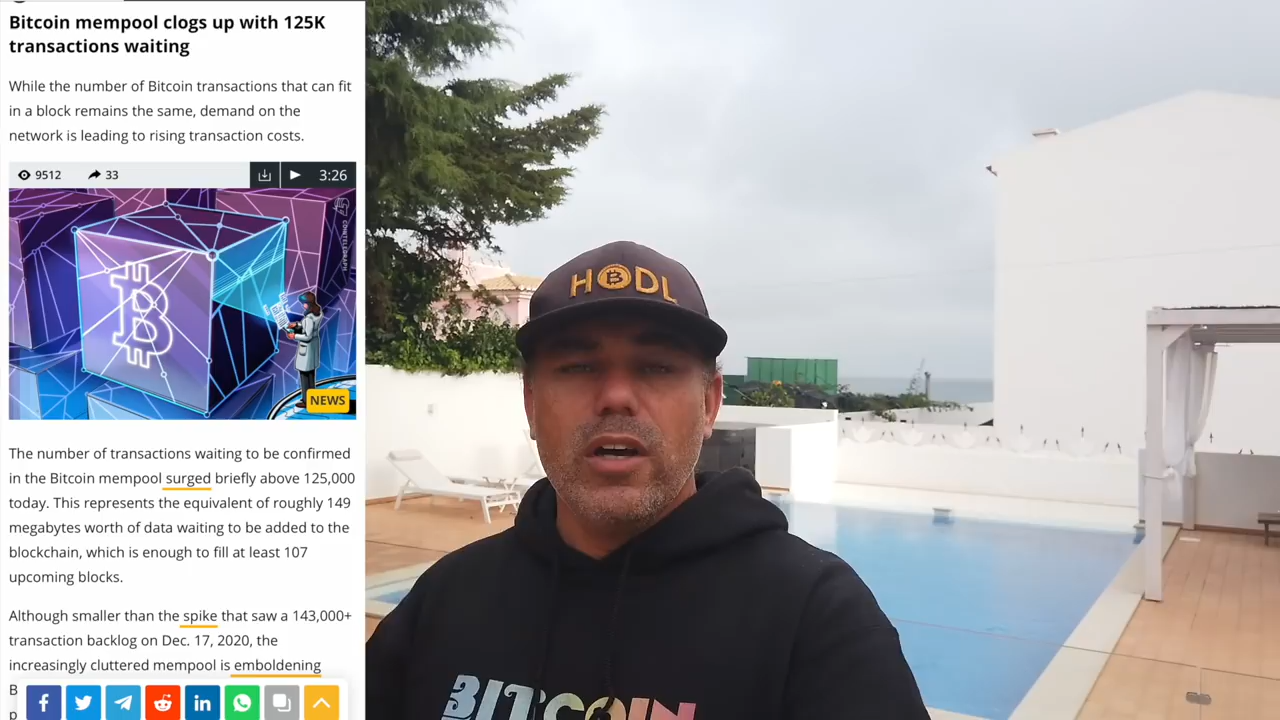 Bitcoin mempool clogs up with 125K
transactions waiting
While the number of Bitcoin transactions that can fit
in a block remains the same, demand on the
network is leading to rising transaction costs.
9512 33 3:26
COINTELEGRAPH
NEWS
The number of transactions waiting to be confirmed
in the Bitcoin mempool surged briefly above 125,000
today. This represents the equivalent of roughly 149
megabytes worth of data waiting to be added to the
blockchain, which is enough to fill at least 107
upcoming blocks.
Although smaller than the spike that saw a 143,000+
transaction backlog on Dec. 17, 2020, the
increasingly cluttered mempool is emboldening
B
p
HODL
BITCOIN